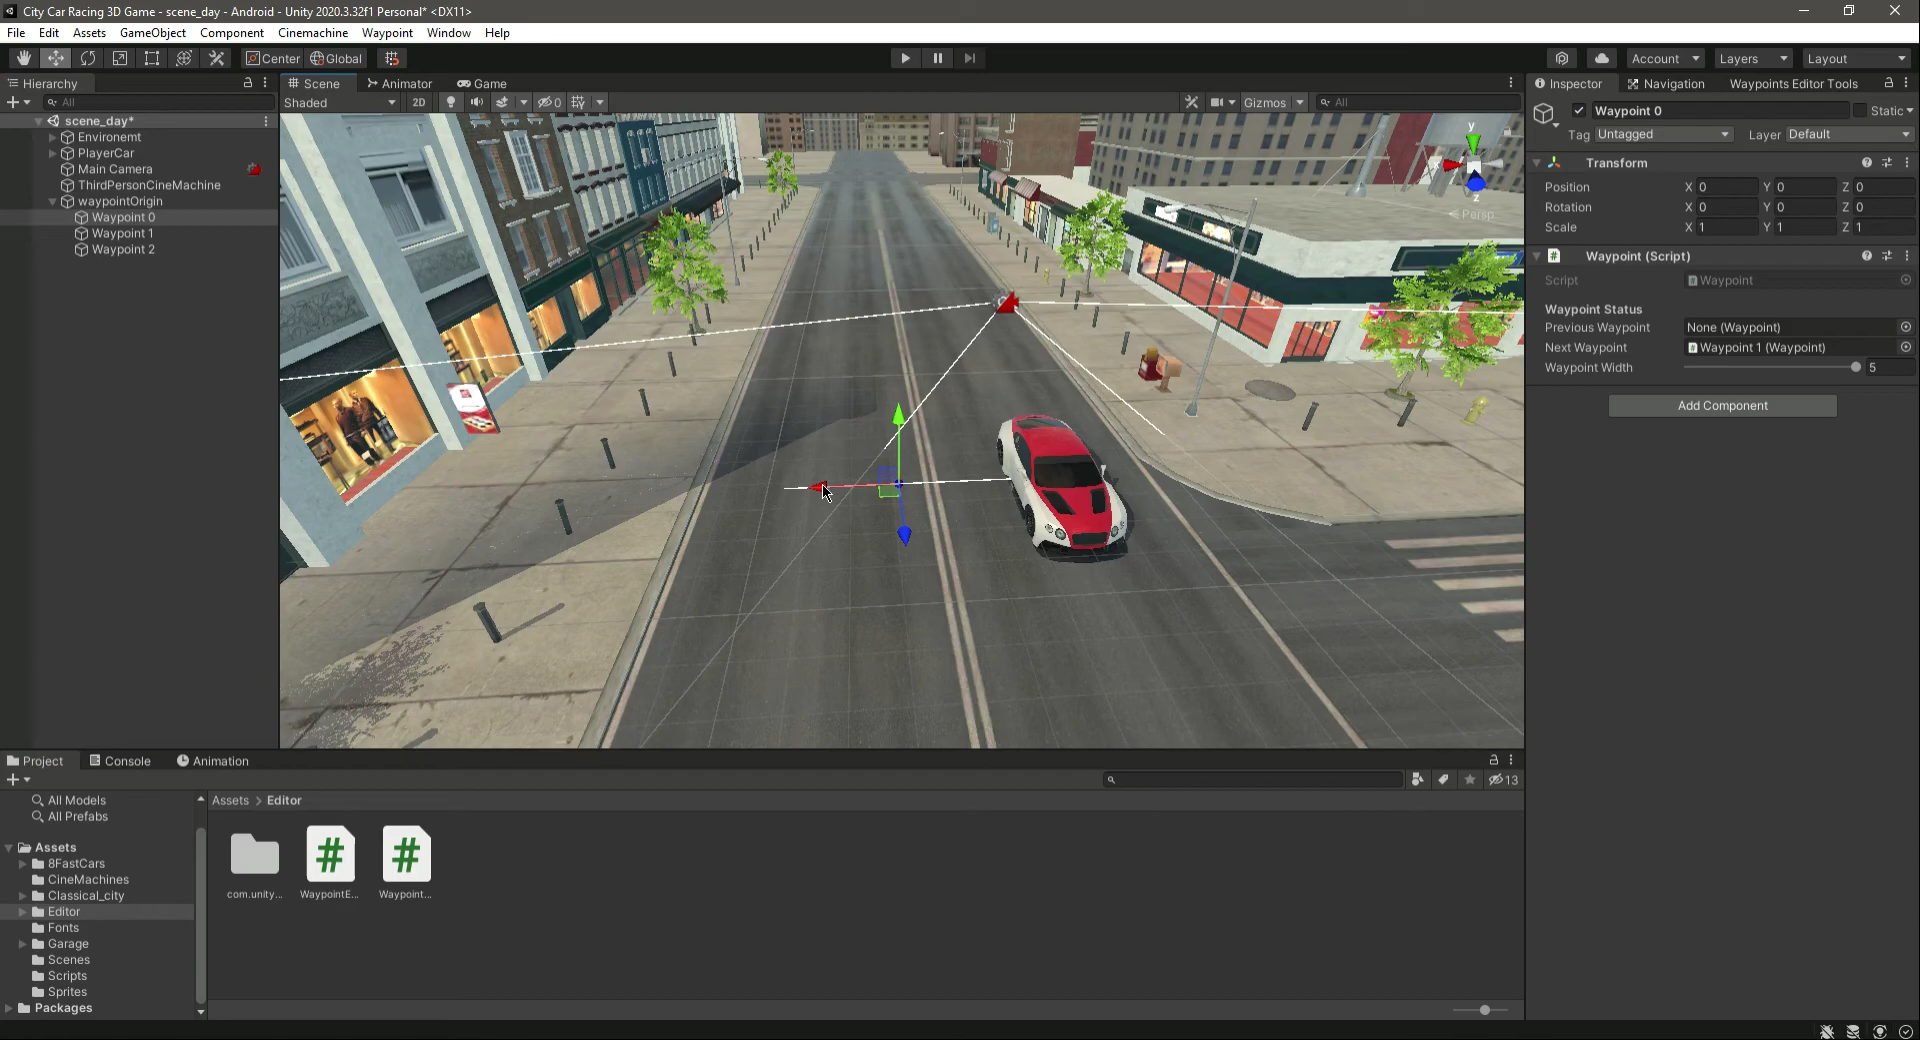 City Car Racing 3D Game - scene_day - Android - Unity 2020.3.32f1 Personal* <DX11>
File Edit Assets GameObject Component Cinemachine Waypoint Window Help
Center Global Account Layers Layout
Hierarchy
Scene Animator Game
Inspector Navigation Waypoints Editor Tools
All
Shaded 2D 0 Gizmos All
scene_day*
Environemt
PlayerCar
Main Camera
ThirdPersonCineMachine
waypointOrigin
Waypoint 0
Waypoint 1
Waypoint 2
y
x
z
Persp
Waypoint 0 Static
Tag Untagged Layer Default
Transform
Position X 0 Y 0 Z 0
Rotation X 0 Y 0 Z 0
Scale X 1 Y 1 Z 1
Waypoint (Script)
Script Waypoint
Waypoint Status
Previous Waypoint None (Waypoint)
Next Waypoint Waypoint 1 (Waypoint)
Waypoint Width 5
Add Component
Project Console Animation
13
All Models
All Prefabs
Assets
8FastCars
CineMachines
Classical_city
Editor
Fonts
Garage
Scenes
Scripts
Sprites
Packages
Assets > Editor
com.unity... WaypointE... Waypoint...